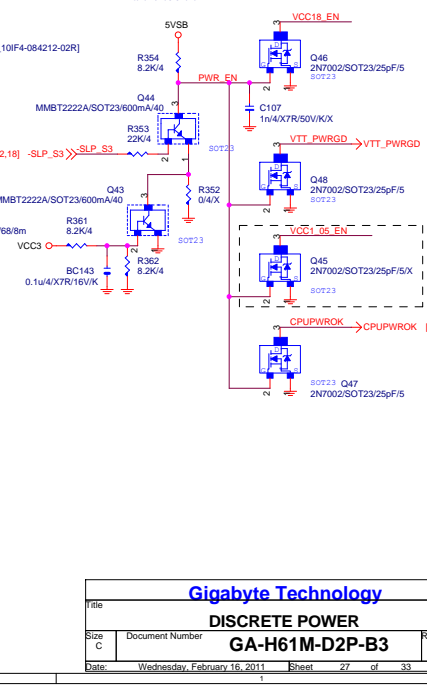 5VSB
VCC18_EN
_10IF4-084212-02R]
R354
8.2K/4
Q46
2N7002/SOT23/25pF/5
SOT23
PWR_EN
Q44
MMBT2222A/SOT23/600mA/40
C107
1n/4/X7R/50V/K/X
R353
22K/4
SOT23
2,18] -SLP_S3
-SLP_S3
VTT_PWRGD
VTT_PWRGD
Q48
2N7002/SOT23/25pF/5
SOT23
Q43
MMBT2222A/SOT23/600mA/40
R352
0/4/X
R361
8.2K/4
/68/8m
VCC3
SOT23
VCC1_05_EN
R362
8.2K/4
Q45
2N7002/SOT23/25pF/5/X
SOT23
BC143
0.1u/4/X7R/16V/K
CPUPWROK
CPUPWROK
SOT23 Q47
2N7002/SOT23/25pF/5
Gigabyte Technology
Title
DISCRETE POWER
Size
C
Document Number
GA-H61M-D2P-B3
R
Date:
Wednesday, February 16, 2011
Sheet 27 of 33
1